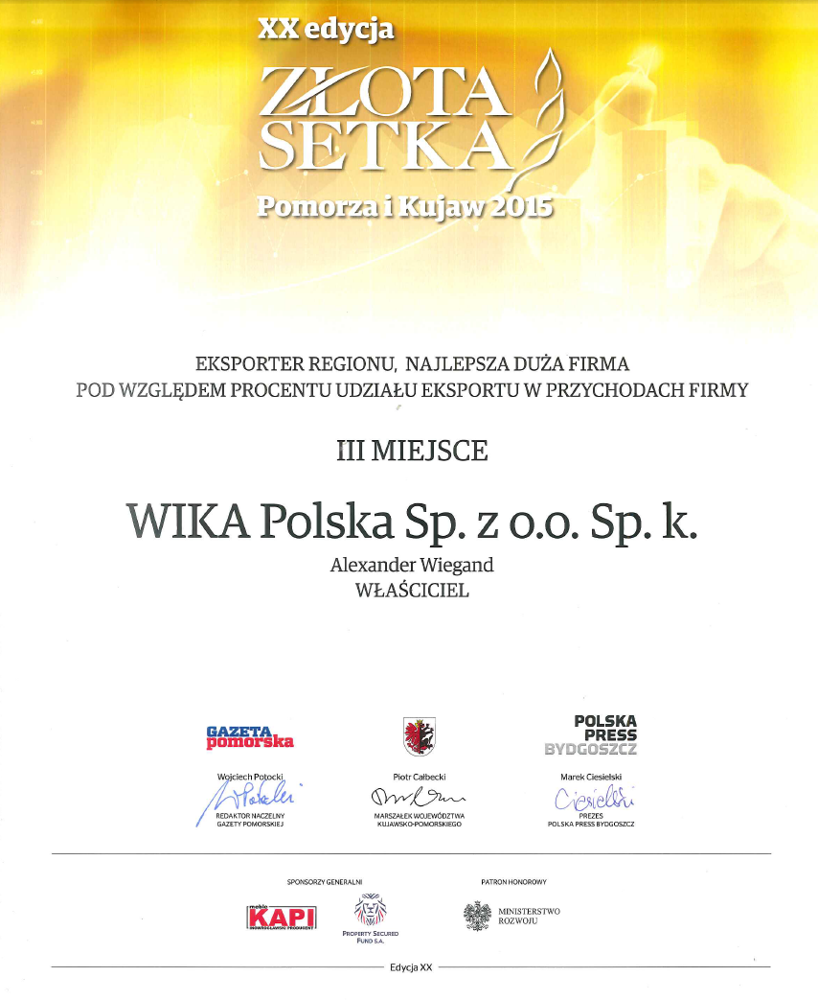 XX edycja
ZŁOTA
SETKA
Pomorza i Kujaw 2015
EKSPORTER REGIONU, NAJLEPSZA DUŻA FIRMA
POD WZGLĘDEM PROCENTU UDZIAŁU EKSPORTU W PRZYCHODACH FIRMY
III MIEJSCE
WIKA Polska Sp. z o.o. Sp. k.
Alexander Wiegand
WŁAŚCICIEL
GAZETA
pomorska
Wojciech Potocki
REDAKTOR NACZELNY
GAZETY POMORSKIEJ
Piotr Całbecki
MARSZAŁEK WOJEWÓDZTWA
KUJAWSKO-POMORSKIEGO
POLSKA
PRESS
BYDGOSZCZ
Marek Ciesielski
Ciesielski
PREZES
POLSKA PRESS BYDGOSZCZ
SPONSORZY GENERALNI
meble
KAPI
INOWROCŁAWSKI PRODUCENT
PROPERTY SECURED
FUND S.A.
PATRON HONOROWY
MINISTERSTWO
ROZWOJU
Edycja XX